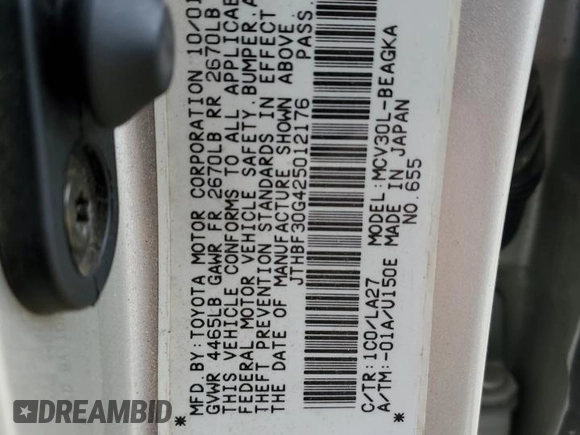 MFD.BY:TOYOTA MOTOR CORPORATION 10/01
GVWR 4465LB GAWR FR 2670LB RR 2670LB
THIS VEHICLE CONFORMS TO ALL APPLICABLE
FEDERAL MOTOR VEHICLE SAFETY, BUMPER, A
THEFT PREVENTION STANDARDS IN EFFECT
THE DATE OF MANUFACTURE SHOWN ABOVE
JTHBF30G425012176 PASS.
C/TR:1C0/LA27 MODEL:MCV30L-BEAGKA
A/TM:-01A/U150E MADE IN JAPAN
NO.655
* *
DREAMBID